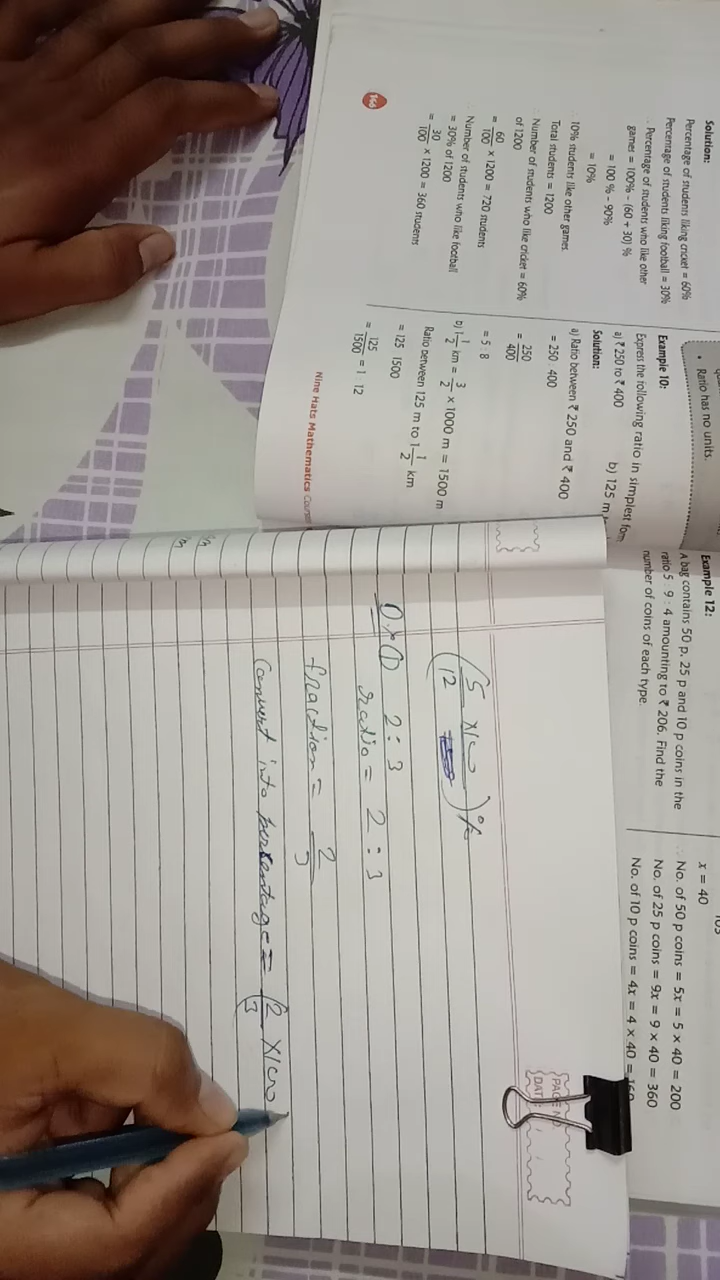 Solution:
Percentage of students liking cricket = 60%
Percentage of students liking football = 30%
∴ Percentage of students who like other
games = 100% – (60 + 30) %
= 100 % – 90%
= 10%
∴ 10% students like other games.
Total students = 1200
∴ Number of students who like cricket = 60%
of 1200
= 60/100 × 1200 = 720 students
∴ Number of students who like football
= 30% of 1200
= 30/100 × 1200 = 360 students
166
• Ratio has no units.
Example 10:
Express the following ratio in simplest
a) ₹ 250 to ₹ 400
b) 125 m
Solution:
a) Ratio between ₹ 250 and ₹ 400
= 250 : 400
= 250/400
= 5 : 8
b) 1 1/2 km = 3/2 × 1000 m = 1500 m
Ratio between 125 m to 1 1/2 km
= 125 : 1500
= 125/1500 = 1 : 12
Nine Hats Mathematics
Example 12:
A bag contains 50 p, 25 p and 10 p coins in the
ratio 5 : 9 : 4 amounting to ₹ 206. Find the
number of coins of each type.
x = 40
∴ No. of 50 p coins = 5x = 5 × 40 = 200
No. of 25 p coins = 9x = 9 × 40 = 360
No. of 10 p coins = 4x = 4 × 40 = 160
PAGE
DATE
(5/12 × 100) %
2 : 3
ratio = 2 : 3
fraction = 2/3
Convert into percentage = (2/3 × 100